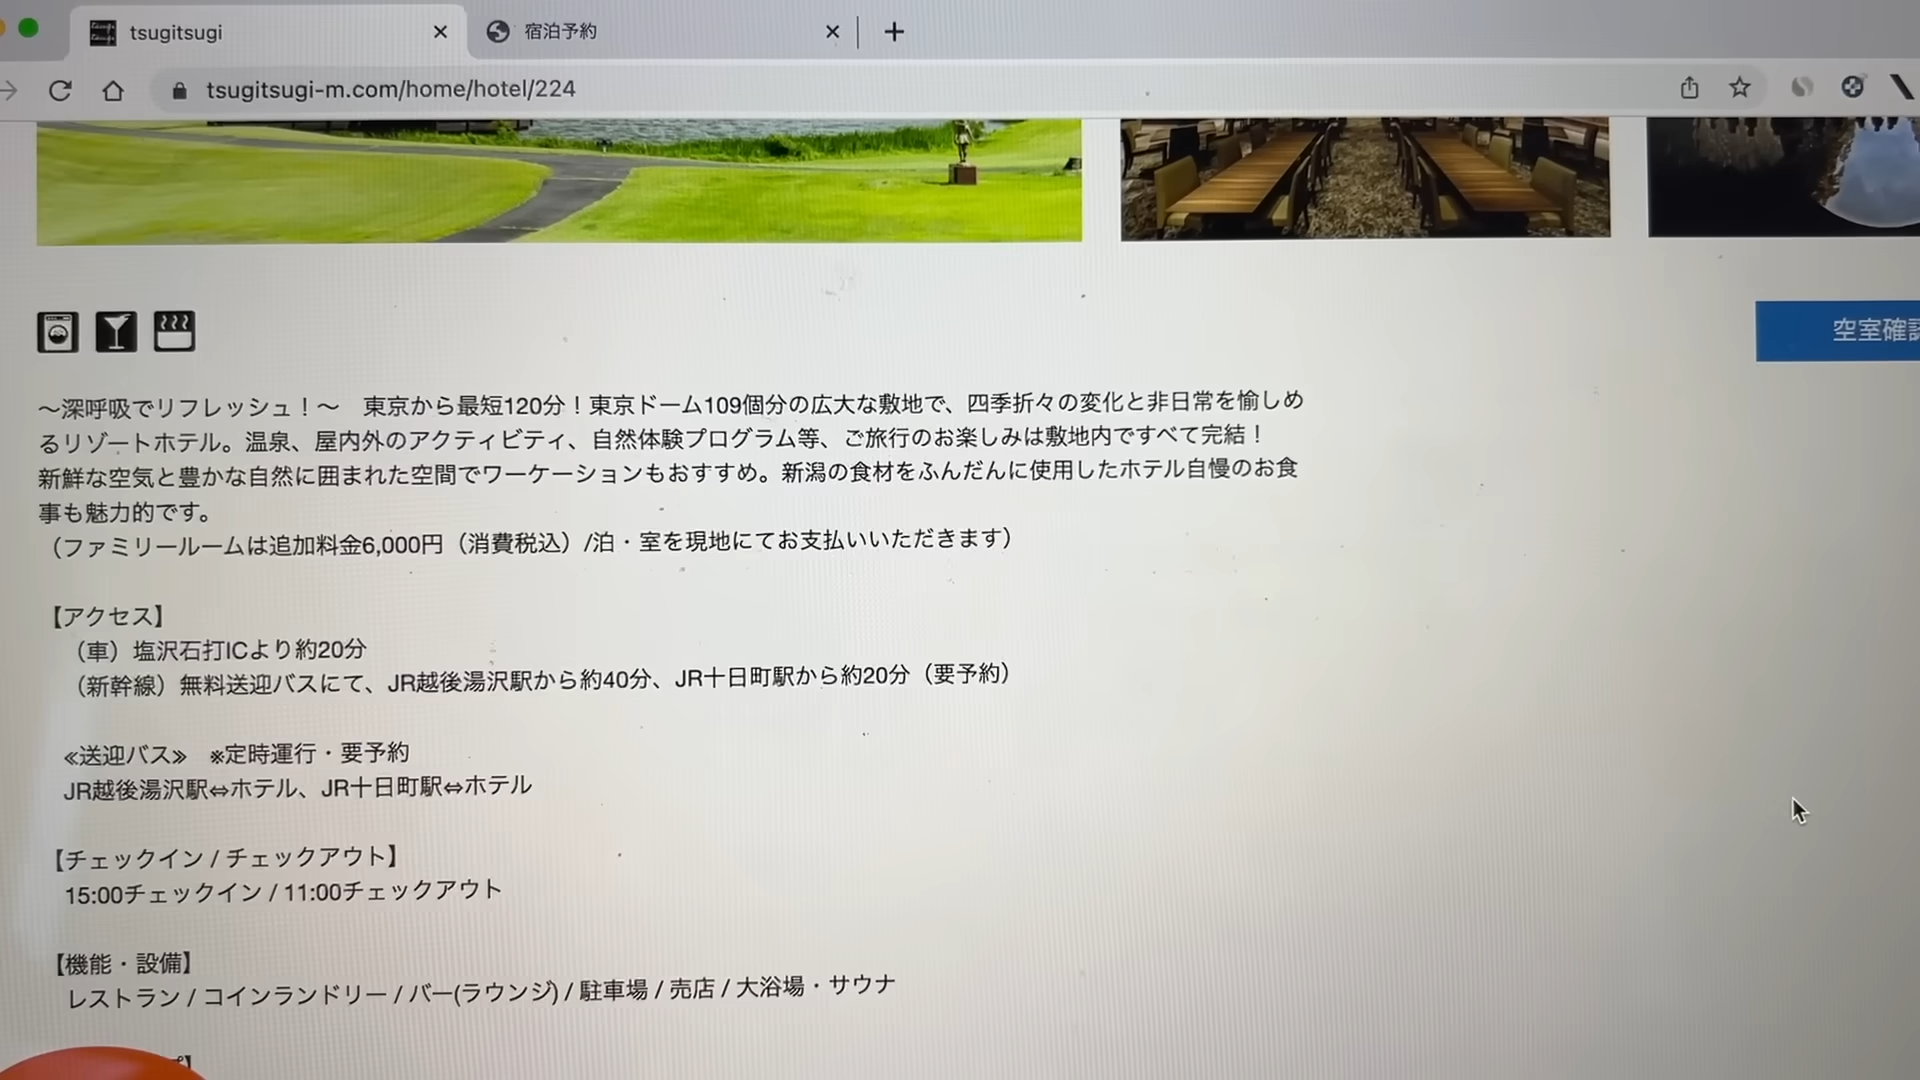 tsugitsugi
宿泊予約
tsugitsugi-m.com/home/hotel/224
空室確認
～深呼吸でリフレッシュ！～　東京から最短120分！東京ドーム109個分の広大な敷地で、四季折々の変化と非日常を愉しめ
るリゾートホテル。温泉、屋内外のアクティビティ、自然体験プログラム等、ご旅行のお楽しみは敷地内ですべて完結！
新鮮な空気と豊かな自然に囲まれた空間でワーケーションもおすすめ。新潟の食材をふんだんに使用したホテル自慢のお食
事も魅力的です。
（ファミリールームは追加料金6,000円（消費税込）/泊・室を現地にてお支払いいただきます）
【アクセス】
（車）塩沢石打ICより約20分
（新幹線）無料送迎バスにて、JR越後湯沢駅から約40分、JR十日町駅から約20分（要予約）
≪送迎バス≫　※定時運行・要予約
JR越後湯沢駅⇔ホテル、JR十日町駅⇔ホテル
【チェックイン / チェックアウト】
15:00チェックイン / 11:00チェックアウト
【機能・設備】
レストラン / コインランドリー / バー(ラウンジ) / 駐車場 / 売店 / 大浴場・サウナ